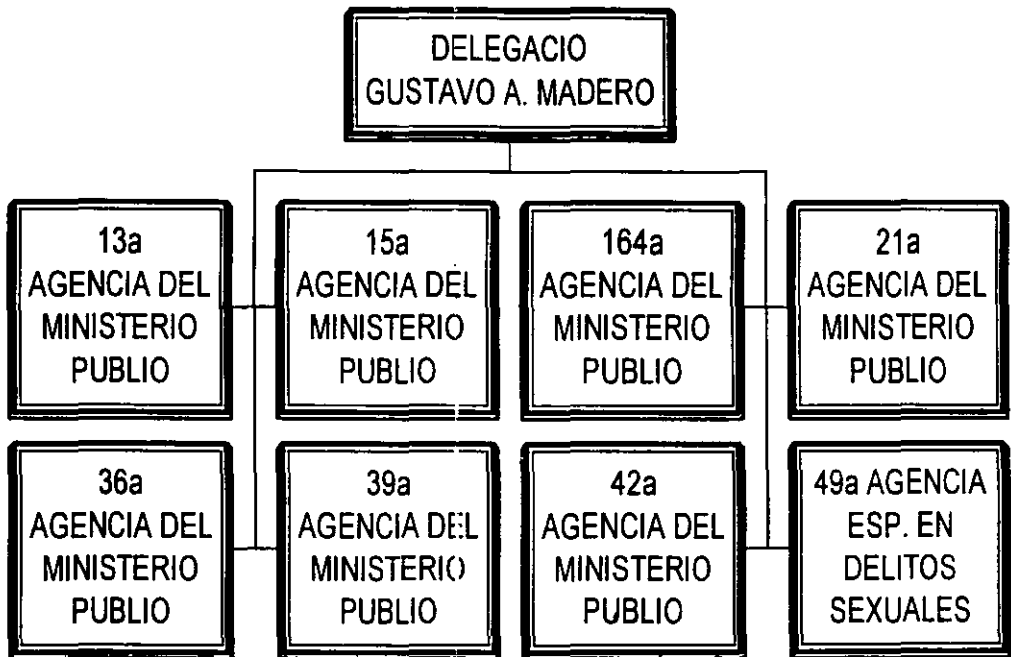 DELEGACIO
GUSTAVO A. MADERO
13a
AGENCIA DEL
MINISTERIO
PUBLIO
15a
AGENCIA DEL
MINISTERIO
PUBLIO
164a
AGENCIA DEL
MINISTERIO
PUBLIO
21a
AGENCIA DEL
MINISTERIO
PUBLIO
36a
AGENCIA DEL
MINISTERIO
PUBLIO
39a
AGENCIA DEL
MINISTERIO
PUBLIO
42a
AGENCIA DEL
MINISTERIO
PUBLIO
49a AGENCIA
ESP. EN
DELITOS
SEXUALES